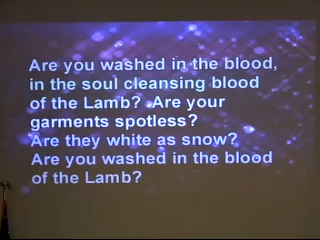 Are you washed in the blood,
in the soul cleansing blood
of the Lamb? Are your
garments spotless?
Are they white as snow?
Are you washed in the blood
of the Lamb?